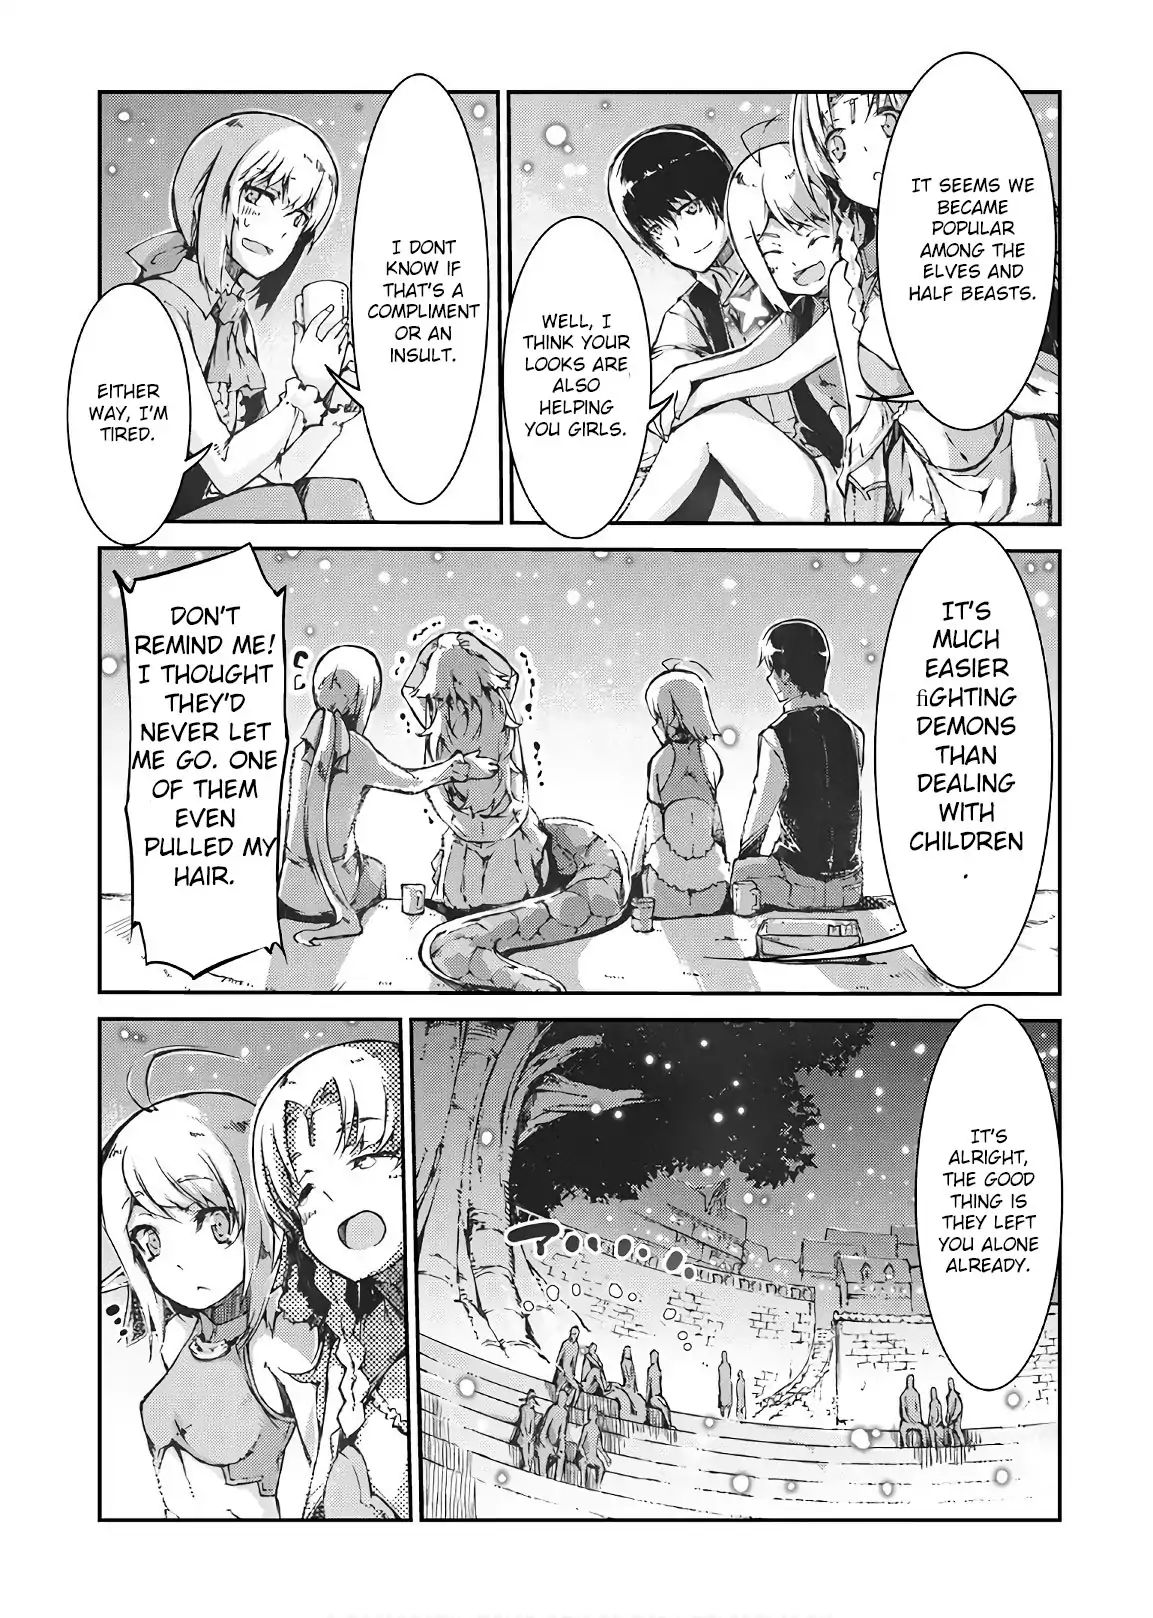 IT SEEMS WE
BECAME
POPULAR
AMONG THE
ELVES AND
HALF BEASTS.
WELL, I
THINK YOUR
LOOKS ARE
ALSO
HELPING
YOU GIRLS.
I DONT
KNOW IF
THAT'S A
COMPLIMENT
OR AN
INSULT.
EITHER
WAY, I'M
TIRED.
IT'S
MUCH
EASIER
fiGHTING
DEMONS
THAN
DEALING
WITH
CHILDREN
.
DON'T
REMIND ME!
I THOUGHT
THEY'D
NEVER LET
ME GO. ONE
OF THEM
EVEN
PULLED MY
HAIR.
IT'S
ALRIGHT,
THE GOOD
THING IS
THEY LEFT
YOU ALONE
ALREADY.